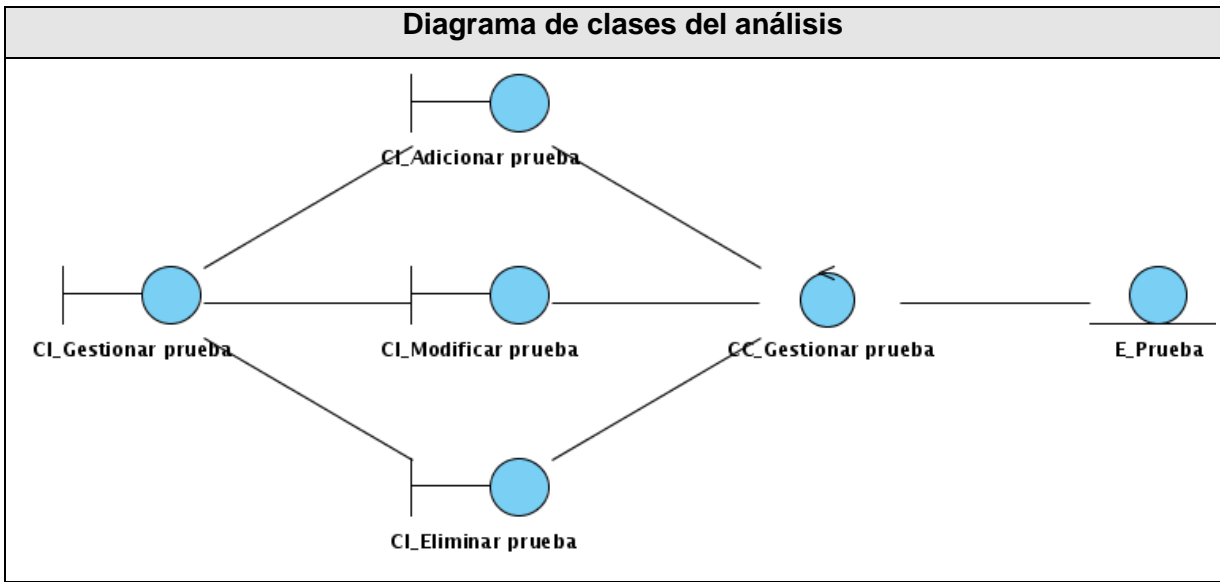 Diagrama de clases del análisis
CI_Adicionar prueba
CI_Gestionar prueba
CI_Modificar prueba
CC_Gestionar prueba
E_Prueba
CI_Eliminar prueba